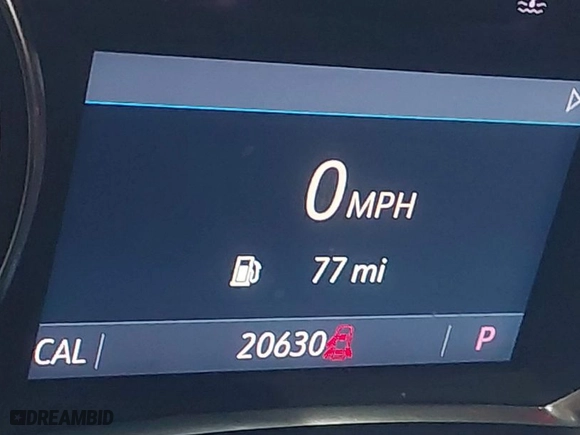 0 MPH
77 mi
CAL 20630 P
DREAMBID